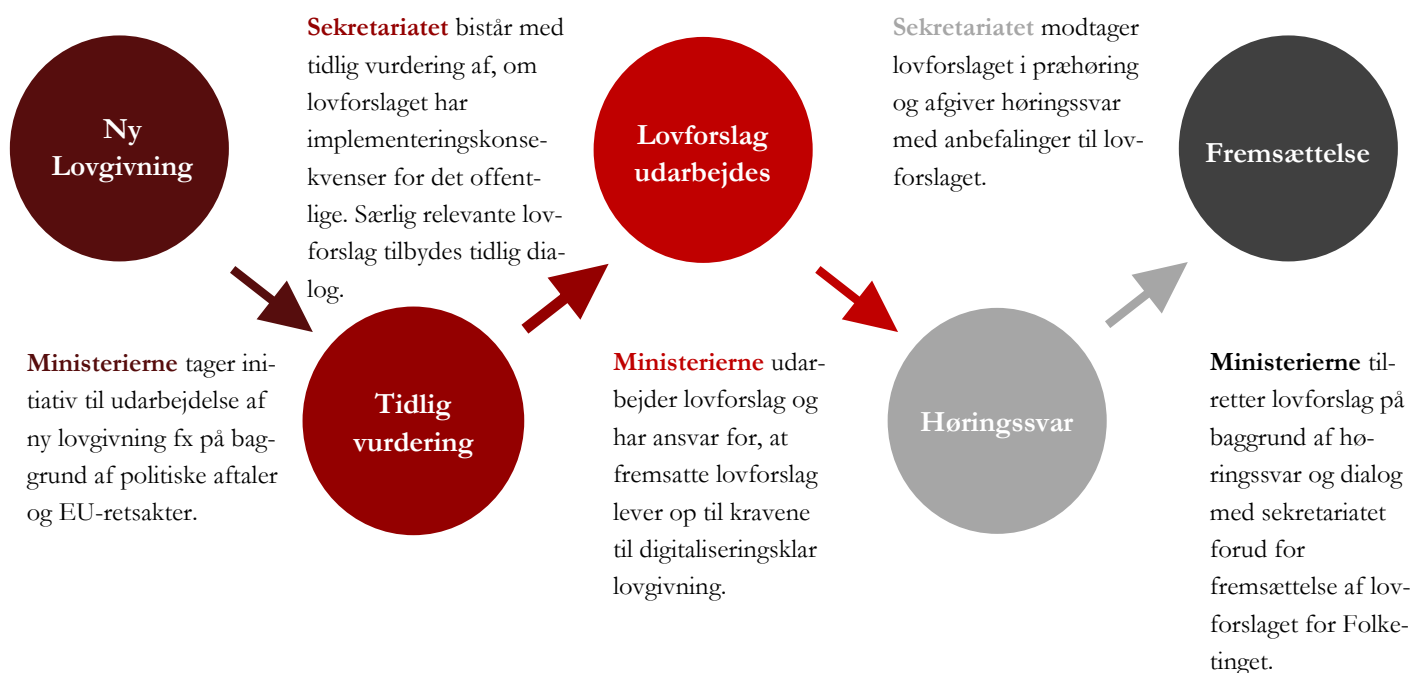 Ny
Lovgivning
Ministerierne tager ini-
tiativ til udarbejdelse af
ny lovgivning fx på bag-
grund af politiske aftaler
og EU-retsakter.
Sekretariatet bistår med
tidlig vurdering af, om
lovforslaget har
implementeringskonse-
kvenser for det offent-
lige. Særlig relevante lov-
forslag tilbydes tidlig dia-
log.
Tidlig
vurdering
Lovforslag
udarbejdes
Ministerierne udar-
bejder lovforslag og
har ansvar for, at
fremsatte lovforslag
lever op til kravene
til digitaliseringsklar
lovgivning.
Sekretariatet modtager
lovforslaget i præhøring
og afgiver høringssvar
med anbefalinger til lov-
forslaget.
Høringssvar
Fremsættelse
Ministerierne til-
retter lovforslag på
baggrund af hø-
ringssvar og dialog
med sekretariatet
forud for
fremsættelse af lov-
forslaget for Folke-
tinget.